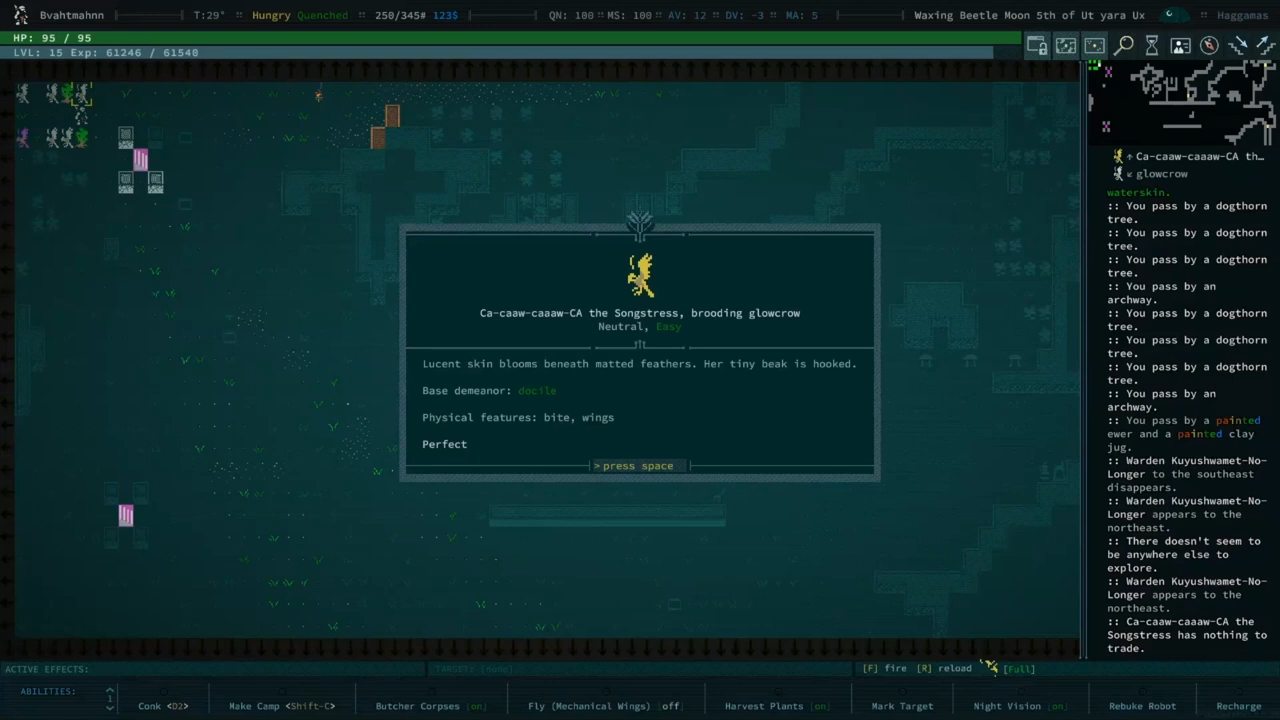 Bvahtmahnn T:29° :: Hungry Quenched :: 250/345# 123$ QN: 100 :: MS: 100 :: AV: 12 :: DV: -3 :: MA: 5 Waxing Beetle Moon 5th of Ut yara Ux Haggamas
HP: 95 / 95
LVL: 15 Exp: 61246 / 61540
↑ Ca-caaw-caaaw-CA th…
↙ glowcrow
waterskin.
:: You pass by a dogthorn
tree.
:: You pass by a dogthorn
tree.
:: You pass by a dogthorn
tree.
:: You pass by an
archway.
:: You pass by a dogthorn
tree.
:: You pass by a dogthorn
tree.
:: You pass by a dogthorn
tree.
:: You pass by an
archway.
:: You pass by a painted
ewer and a painted clay
jug.
:: Warden Kuyushwamet-No-
Longer to the southeast
disappears.
:: Warden Kuyushwamet-No-
Longer appears to the
northeast.
:: There doesn't seem to
be anywhere else to
explore.
:: Warden Kuyushwamet-No-
Longer appears to the
northeast.
:: Ca-caaw-caaaw-CA the
Songstress has nothing to
trade.
Ca-caaw-caaaw-CA the Songstress, brooding glowcrow
Neutral, Easy
Lucent skin blooms beneath matted feathers. Her tiny beak is hooked.
Base demeanor: docile
Physical features: bite, wings
Perfect
> press space
ACTIVE EFFECTS: TARGET: [none] [F] fire [R] reload [Full]
ABILITIES: 1 Conk <02> Make Camp <Shift-C> Butcher Corpses [on] Fly (Mechanical Wings) [off] Harvest Plants [on] Mark Target Night Vision [on] Rebuke Robot Recharge